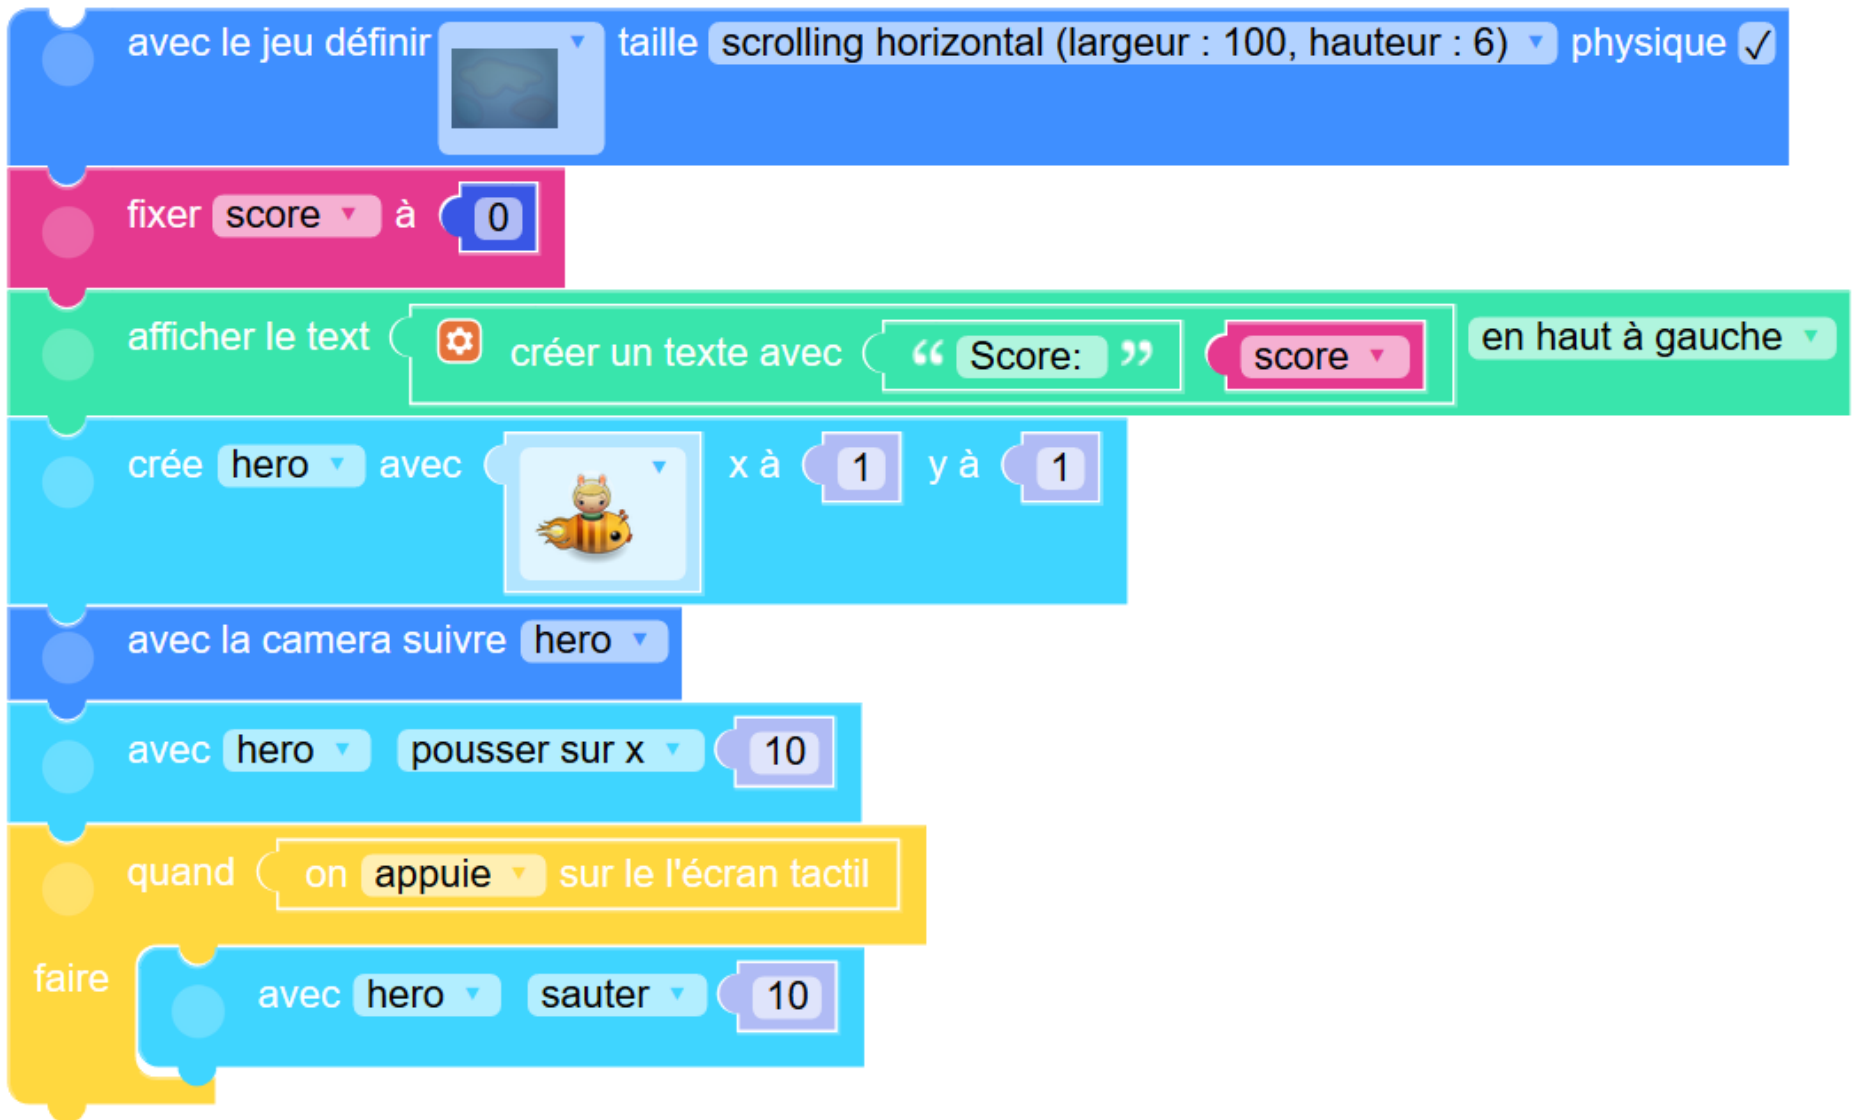 avec le jeu définir taille scrolling horizontal (largeur : 100, hauteur : 6) physique ✓
fixer score à 0
afficher le text créer un texte avec “ Score: ” score en haut à gauche
crée hero avec x à 1 y à 1
avec la camera suivre hero
avec hero pousser sur x 10
quand on appuie sur le l'écran tactil
faire avec hero sauter 10